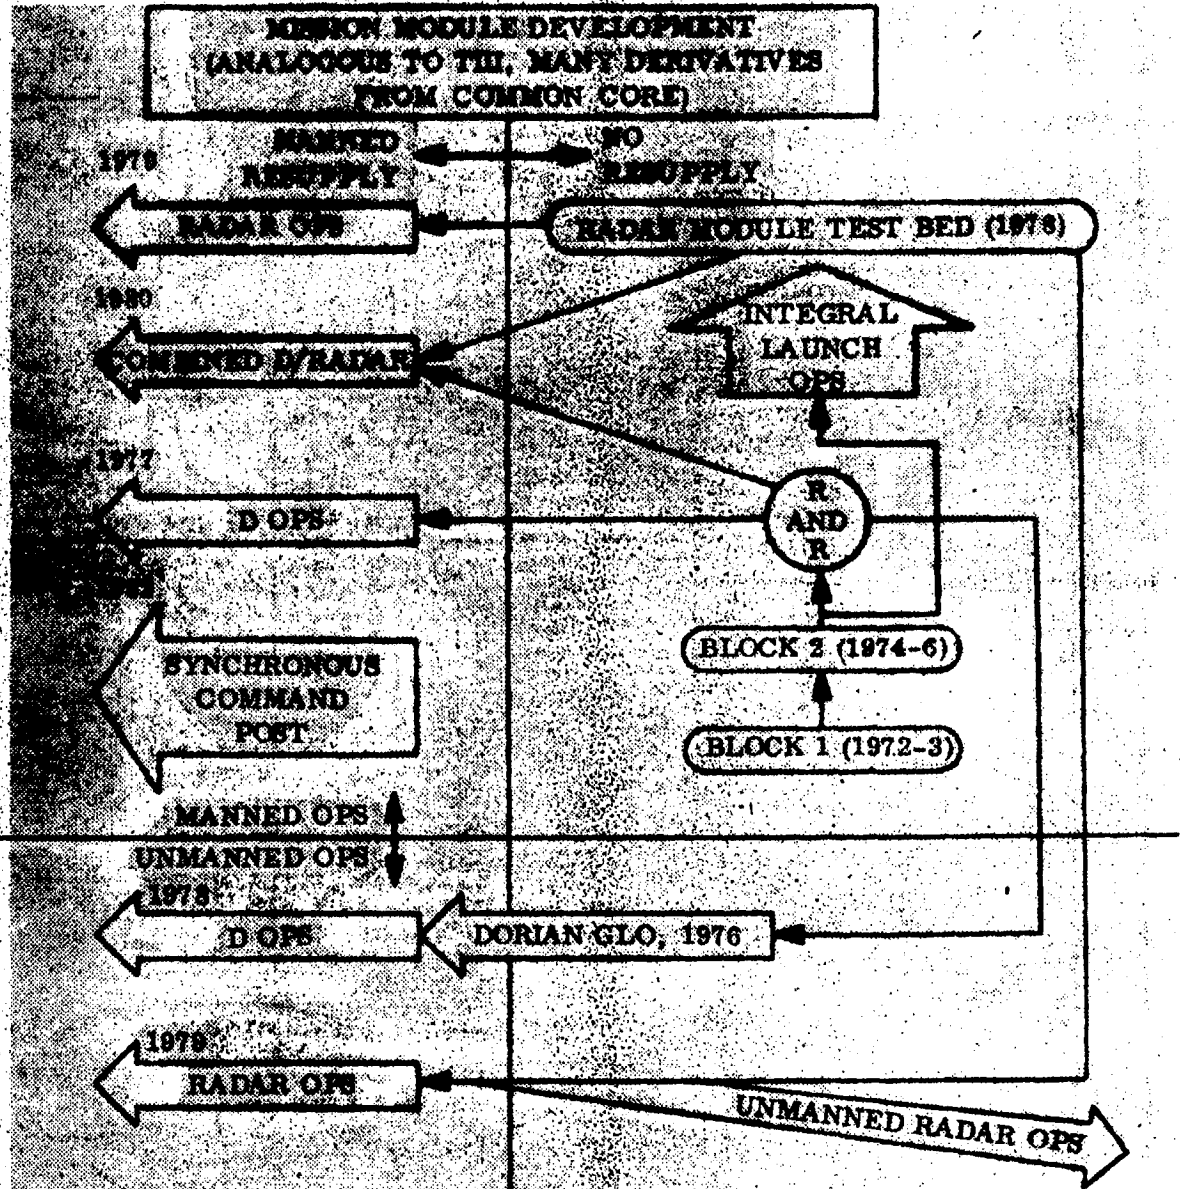 MISSION MODULE DEVELOPMENT
(ANALOGOUS TO TIII, MANY DERIVATIVES
FROM COMMON CORE)
MANNED
RESUPPLY
NO
RESUPPLY
1979
RADAR OPS
RADAR MODULE TEST BED (1978)
1980
COMBINED D/RADAR
INTEGRAL
LAUNCH
OPS
1977
D OPS
R
AND
R
SYNCHRONOUS
COMMAND
POST
BLOCK 2 (1974-6)
BLOCK 1 (1972-3)
MANNED OPS
UNMANNED OPS
1978
D OPS
DORIAN GLO, 1976
1979
RADAR OPS
UNMANNED RADAR OPS